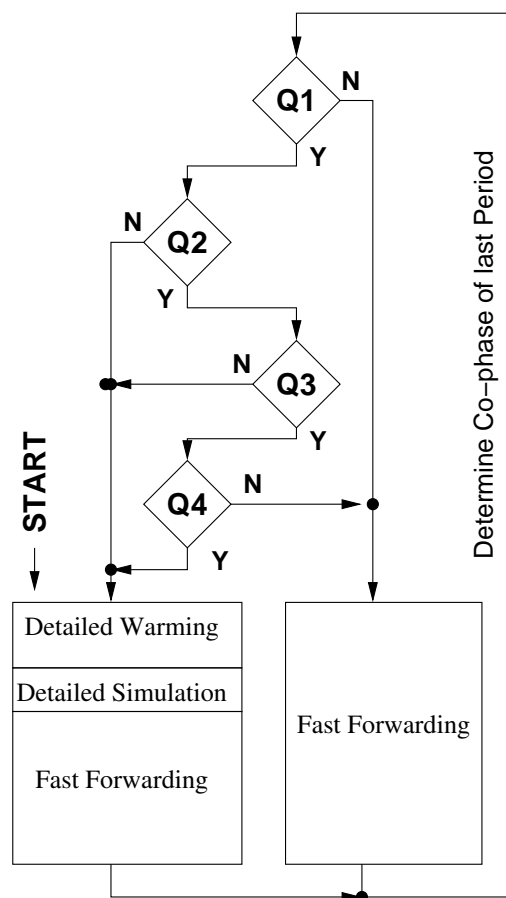 Q1
N
Y
N
Q2
Y
N
Q3
Y
Q4
N
Y
START
Determine Co-phase of last Period
Detailed Warming
Detailed Simulation
Fast Forwarding
Fast Forwarding